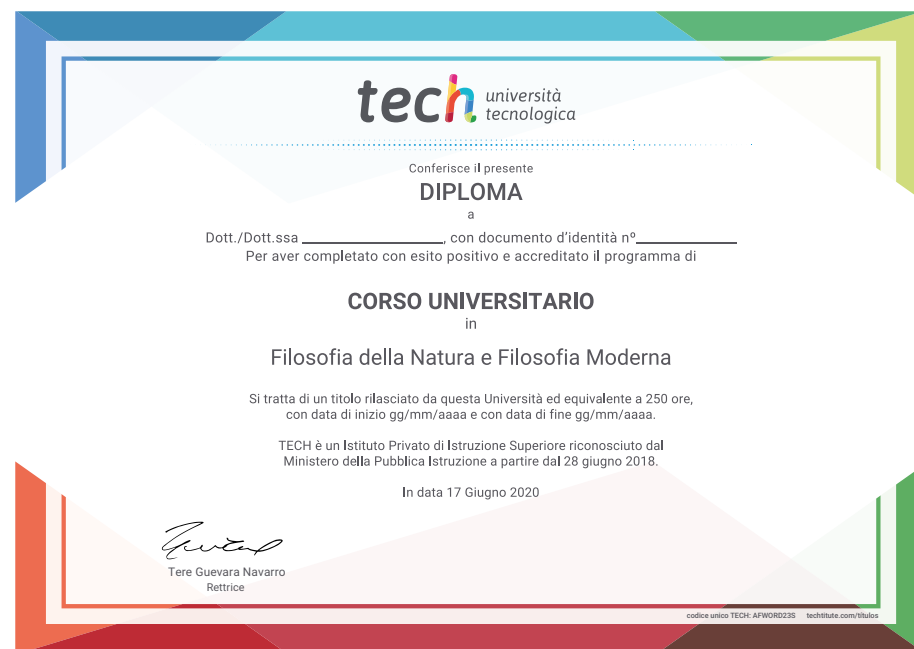 tech università
tecnologica
Conferisce il presente
DIPLOMA
a
Dott./Dott.ssa ____________________, con documento d'identità nº______________
Per aver completato con esito positivo e accreditato il programma di
CORSO UNIVERSITARIO
in
Filosofia della Natura e Filosofia Moderna
Si tratta di un titolo rilasciato da questa Università ed equivalente a 250 ore,
con data di inizio gg/mm/aaaa e con data di fine gg/mm/aaaa.
TECH è un Istituto Privato di Istruzione Superiore riconosciuto dal
Ministero della Pubblica Istruzione a partire dal 28 giugno 2018.
In data 17 Giugno 2020
Tere Guevara Navarro
Rettrice
codice unico TECH: AFWORD23S techtitute.com/titulos